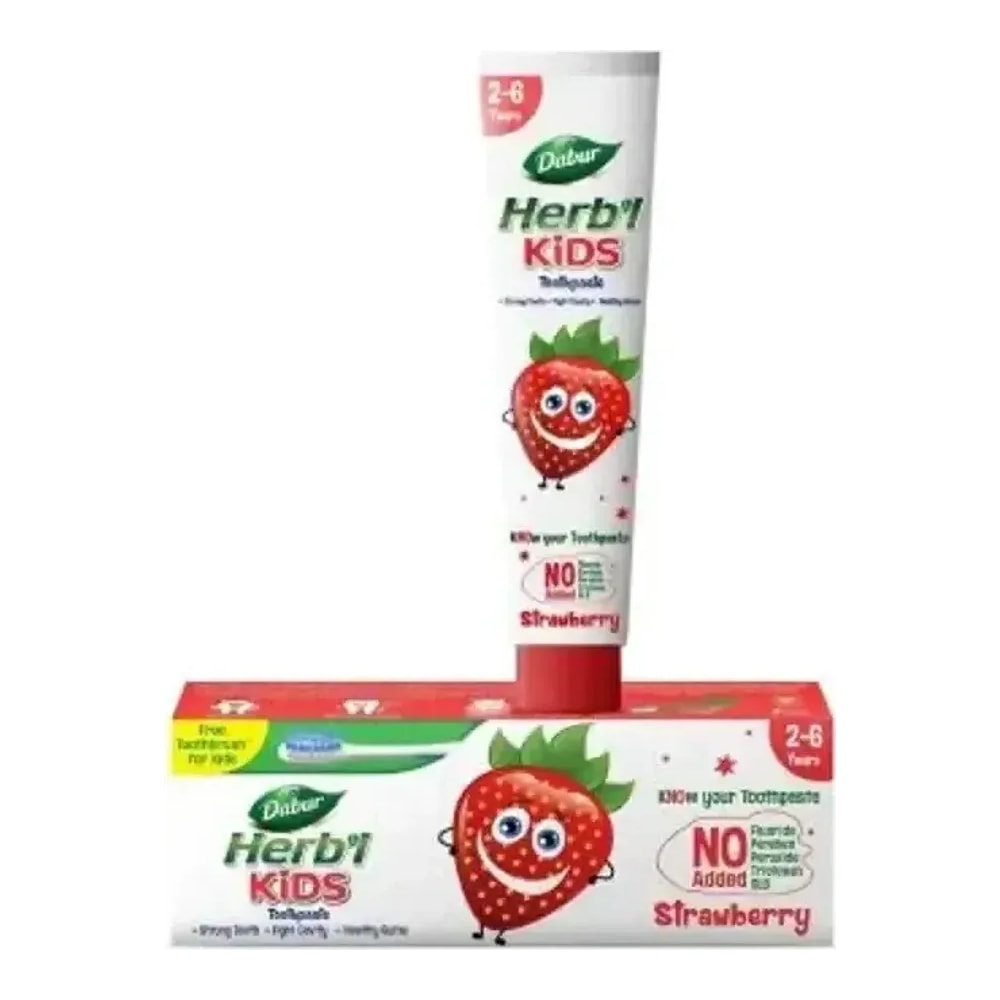 2-6
Years
Dabur
Herb'l
KiDS
Toothpaste
KNOw your Toothpaste
NO
Added
Strawberry
Free
Toothbrush
for kids
Dabur
Herb'l
KiDS
Toothpaste
- Strong Teeth - Fight Cavity - Healthy Gums
2-6
Years
KNOw your Toothpaste
NO
Added
Fluoride
Paraben
Peroxide
Triclosan
Strawberry